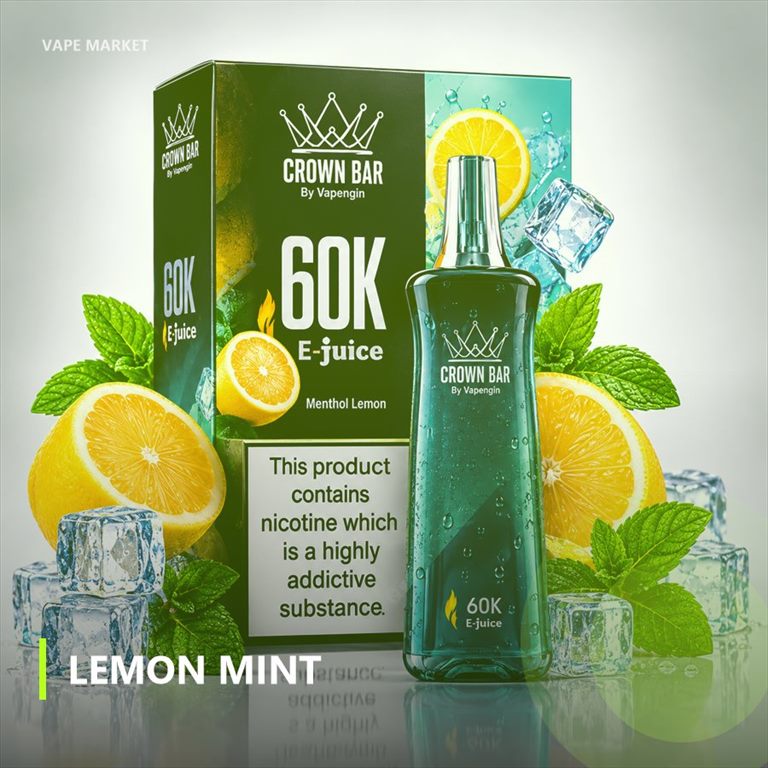 VAPE MARKET
CROWN BAR
By Vapengin
60K
E-juice
CROWN BAR
By Vapengin
60K
E-juice
Menthol Lemon
This product
contains
nicotine which
is a highly
addictive
substance.
CROWN BAR
By Vapengin
60K
E-juice
LEMON MINT